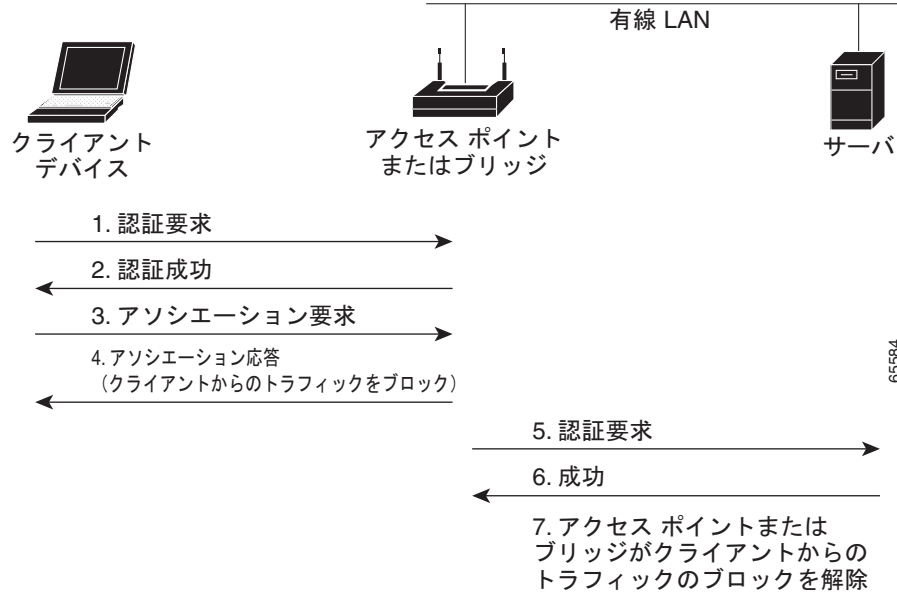 有線 LAN
クライアント
デバイス
アクセス ポイント
またはブリッジ
サーバ
1. 認証要求
2. 認証成功
3. アソシエーション要求
4. アソシエーション応答
（クライアントからのトラフィックをブロック）
65584
5. 認証要求
6. 成功
7. アクセス ポイントまたは
ブリッジがクライアントからの
トラフィックのブロックを解除